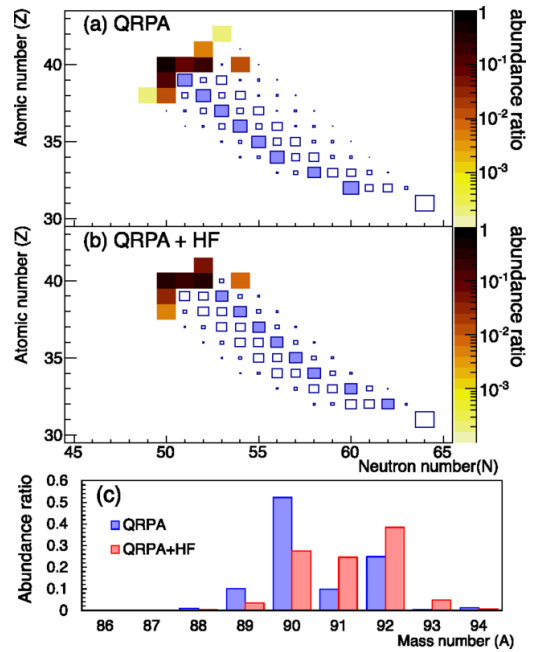 (a) QRPA
Atomic number (Z)
40
35
30
1
10⁻¹
10⁻²
10⁻³
abundance ratio
(b) QRPA + HF
Atomic number (Z)
40
35
30
1
10⁻¹
10⁻²
10⁻³
abundance ratio
45 50 55 60 65
Neutron number(N)
(c)
Abundance ratio
0.6
0.5
0.4
0.3
0.2
0.1
0
QRPA
QRPA+HF
86 87 88 89 90 91 92 93 94
Mass number (A)